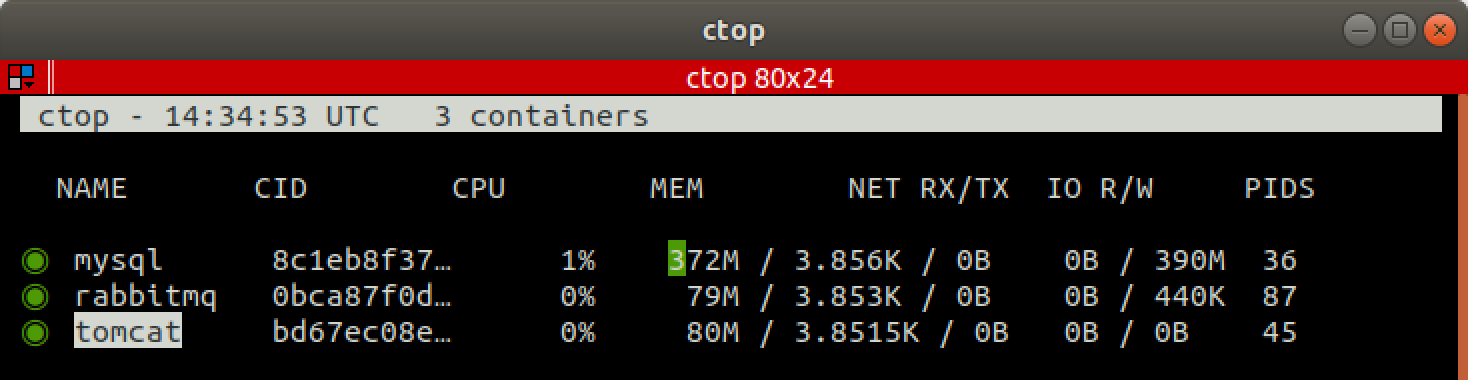 ctop
ctop 80x24
ctop - 14:34:53 UTC   3 containers
NAME CID CPU MEM NET RX/TX IO R/W PIDS
mysql 8c1eb8f37… 1% 372M / 3.856K / 0B 0B / 390M 36
rabbitmq 0bca87f0d… 0% 79M / 3.853K / 0B 0B / 440K 87
tomcat bd67ec08e… 0% 80M / 3.8515K / 0B 0B / 0B 45